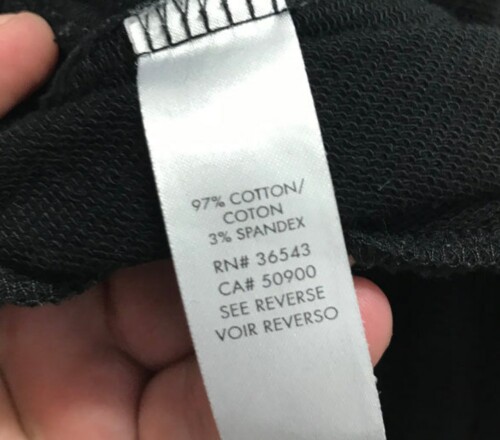 97% COTTON/
COTON
3% SPANDEX
RN# 36543
CA# 50900
SEE REVERSE
VOIR REVERSO